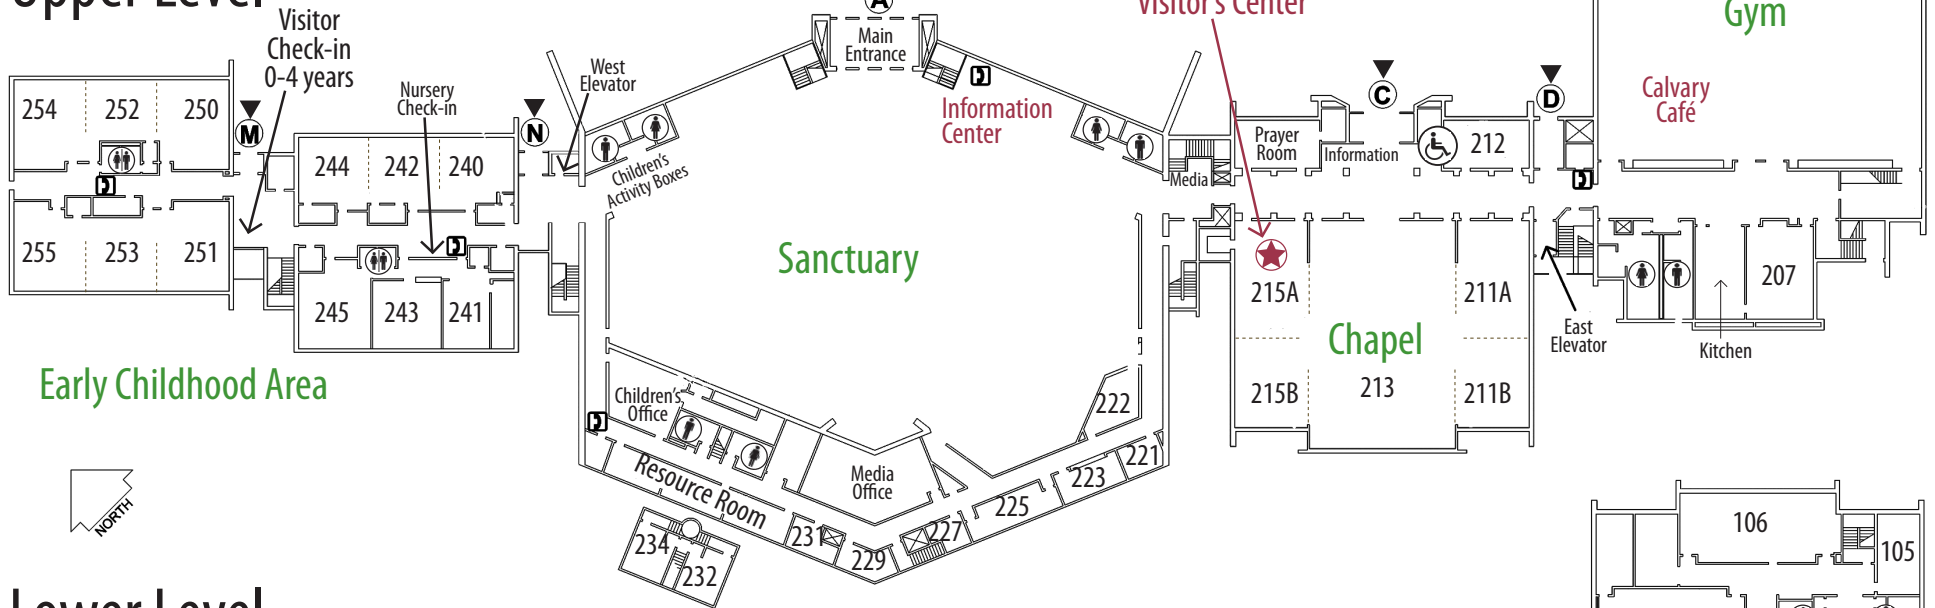 Upper Level
Visitor
Check-in
0-4 years
Nursery
Check-in
West
Elevator
A
Main
Entrance
Information
Center
Visitor's Center
Gym
Calvary
Café
254
252
250
M
244
242
240
N
Children's
Activity Boxes
C
D
Prayer
Room
Information
212
Media
255
253
251
245
243
241
Sanctuary
215A
211A
Chapel
215B
213
211B
207
East
Elevator
Kitchen
Early Childhood Area
Children's
Office
222
221
223
225
227
229
231
Resource Room
Media
Office
234
232
NORTH
106
105
Lower Level